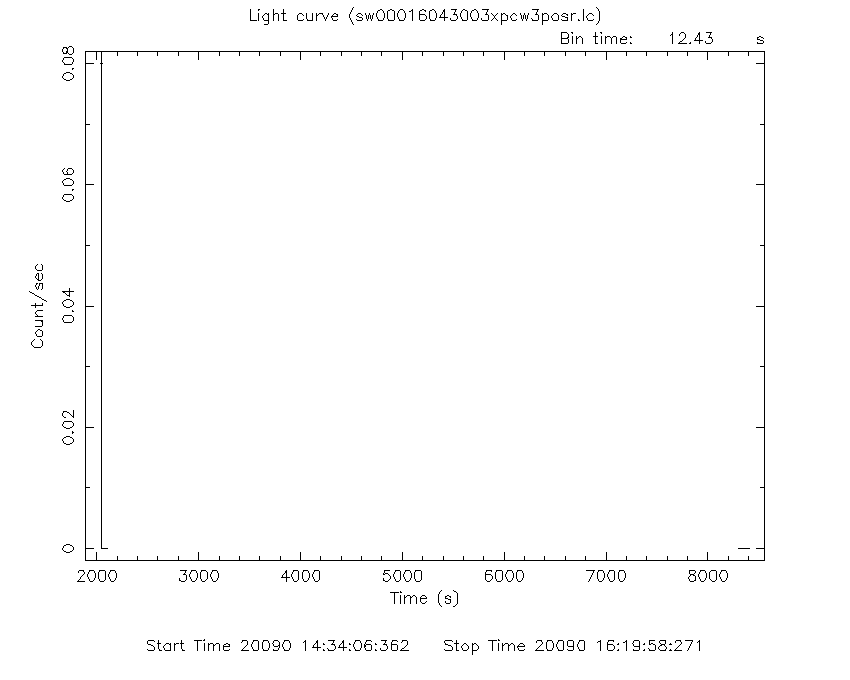 Light curve (sw00016043003xpcw3posr.lc)
Bin time: 12.43 s
0.08
0.06
0.04
0.02
0
Count/sec
2000 3000 4000 5000 6000 7000 8000
Time (s)
Start Time 20090 14:34:06:362 Stop Time 20090 16:19:58:271